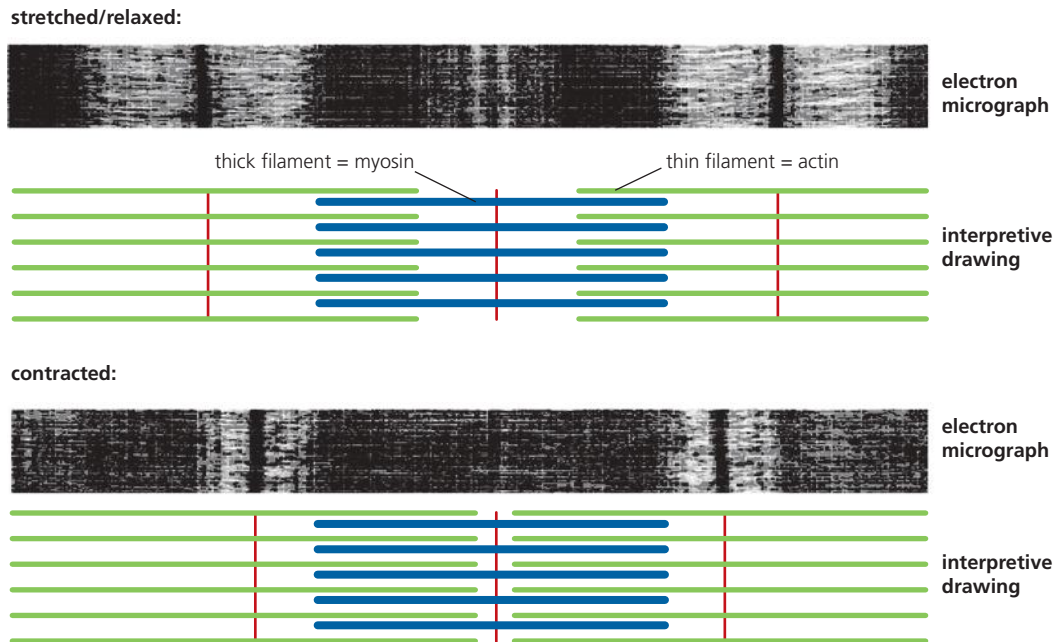 stretched/relaxed:
electron
micrograph
thick filament = myosin
thin filament = actin
interpretive
drawing
contracted:
electron
micrograph
interpretive
drawing